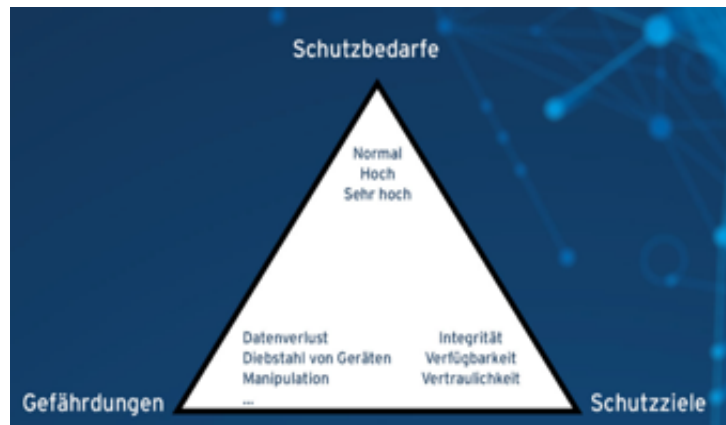 Schutzbedarfe
Normal
Hoch
Sehr hoch
Datenverlust
Diebstahl von Geräten
Manipulation
...
Integrität
Verfügbarkeit
Vertraulichkeit
Gefährdungen
Schutzziele